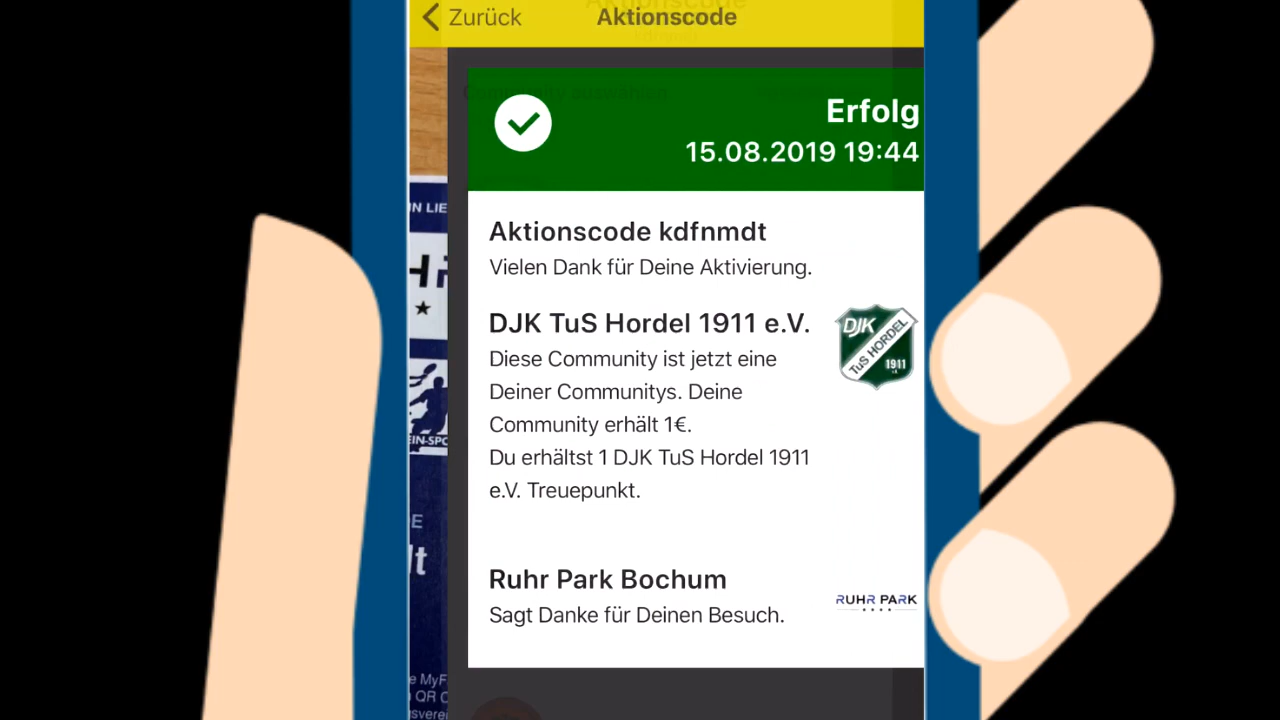 Zurück
Aktionscode
Erfolg
15.08.2019 19:44
Aktionscode kdfnmdt
Vielen Dank für Deine Aktivierung.
DJK TuS Hordel 1911 e.V.
Diese Community ist jetzt eine
Deiner Communitys. Deine
Community erhält 1€.
Du erhältst 1 DJK TuS Hordel 1911
e.V. Treuepunkt.
DJK
TuS HORDEL
1911
Ruhr Park Bochum
Sagt Danke für Deinen Besuch.
RUHR PARK